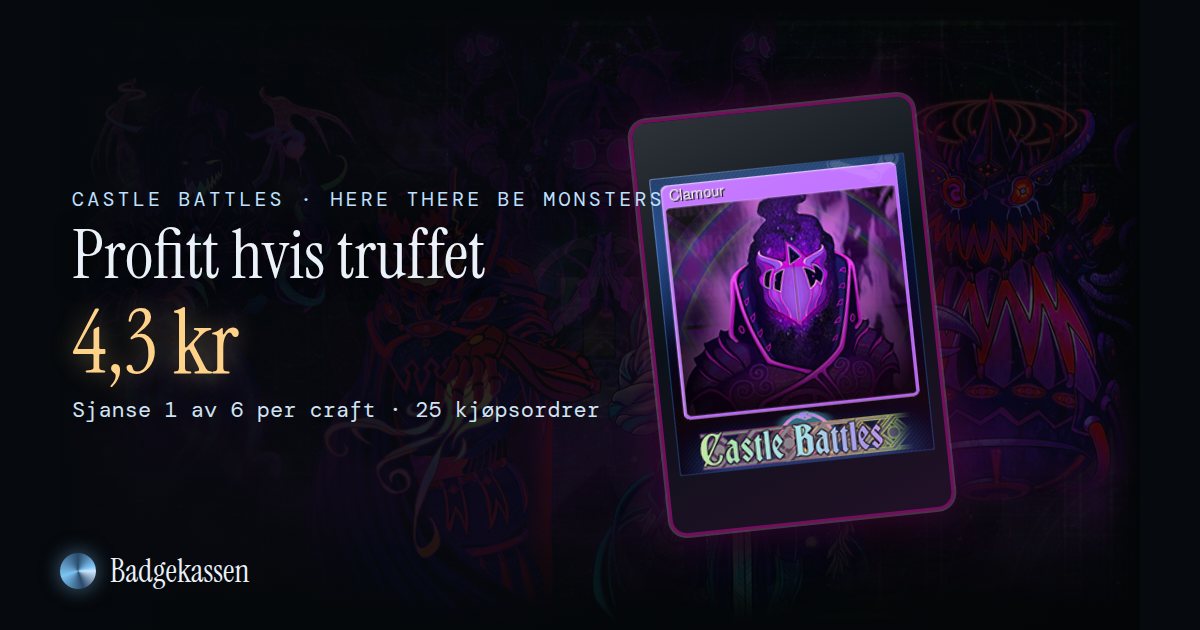 CASTLE BATTLES · HERE THERE BE MONSTERS
Profitt hvis truffet
4,3 kr
Sjanse 1 av 6 per craft · 25 kjøpsordrer
Clamour
Castle Battles
Badgekassen